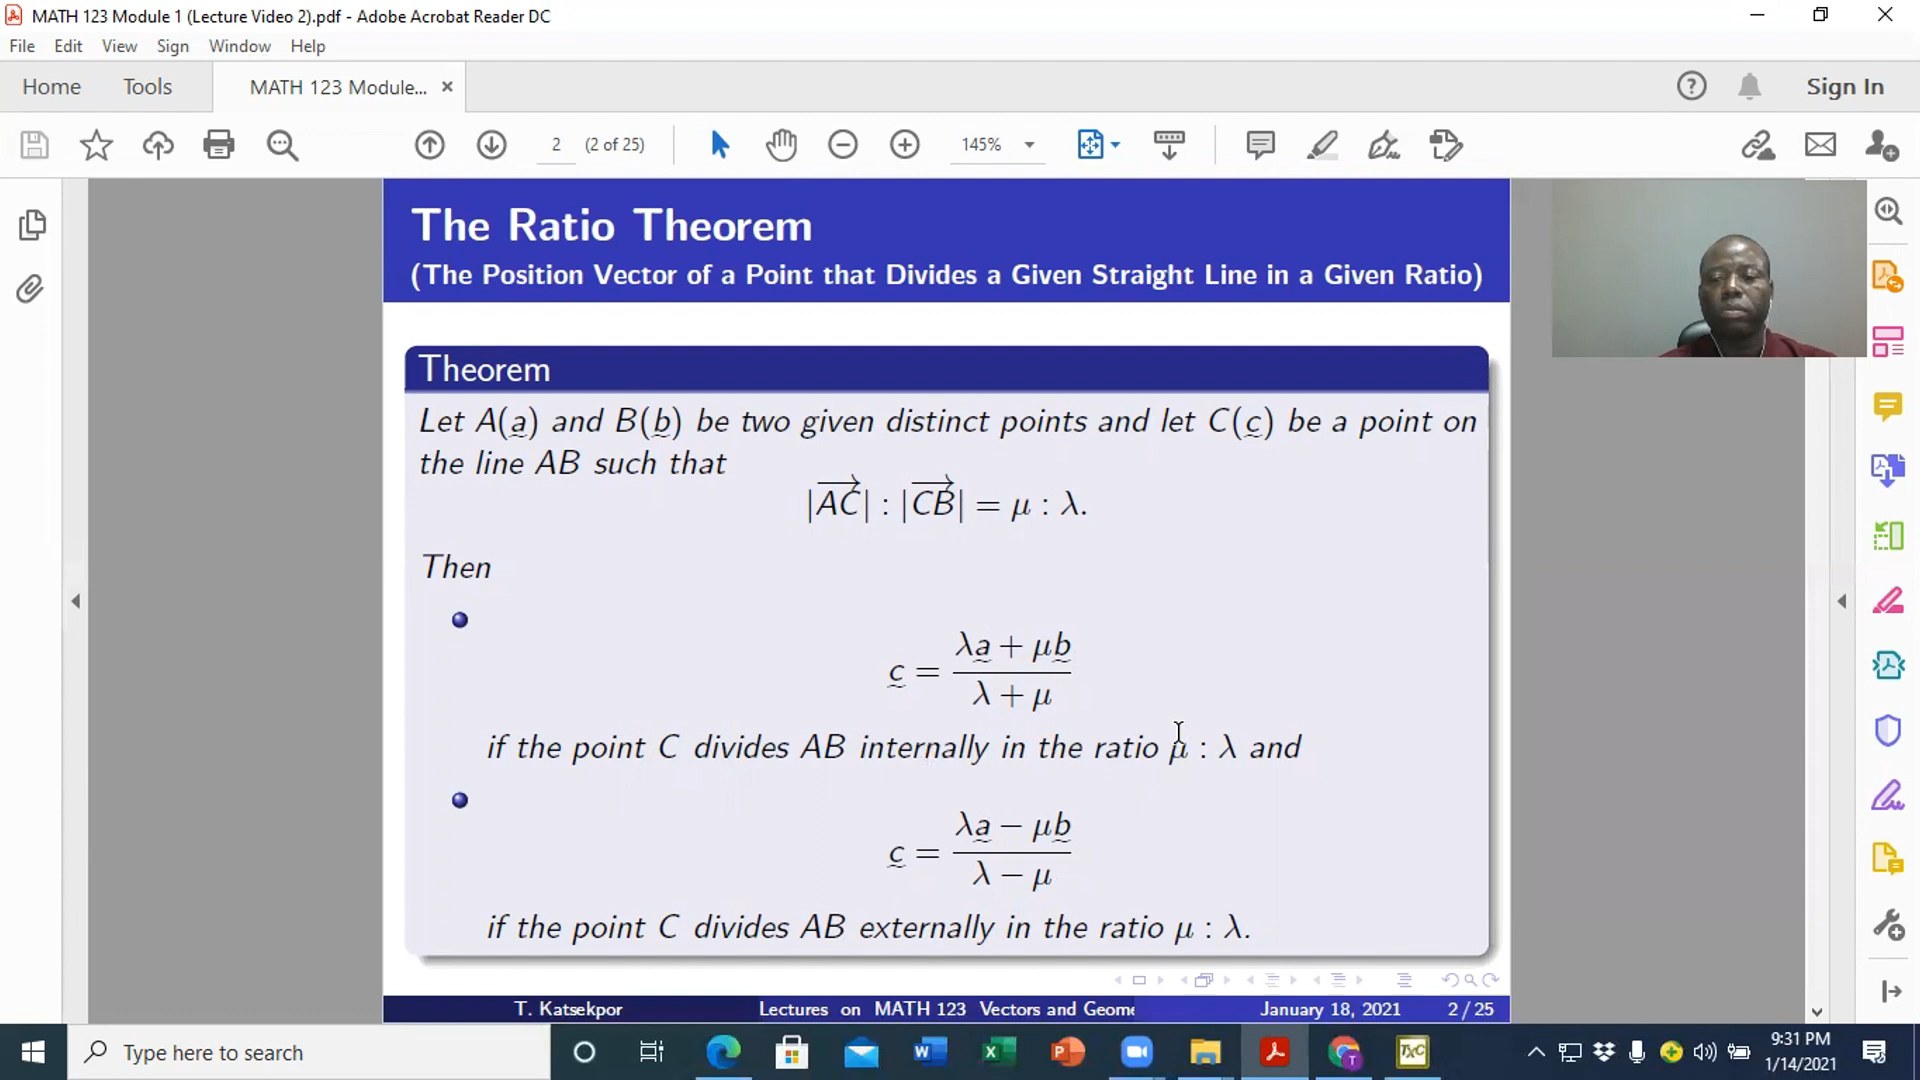 MATH 123 Module 1 (Lecture Video 2).pdf - Adobe Acrobat Reader DC
File Edit View Sign Window Help
Home Tools MATH 123 Module... × Sign In
2 (2 of 25) 145%
The Ratio Theorem
(The Position Vector of a Point that Divides a Given Straight Line in a Given Ratio)
Theorem
Let A(a) and B(b) be two given distinct points and let C(c) be a point on
the line AB such that
|AC⃗| : |CB⃗| = μ : λ.
Then
c = (λa + μb) / (λ + μ)
if the point C divides AB internally in the ratio μ : λ and
c = (λa − μb) / (λ − μ)
if the point C divides AB externally in the ratio μ : λ.
T. Katsekpor Lectures on MATH 123 Vectors and Geome January 18, 2021 2 / 25
Type here to search
TXC
9:31 PM
1/14/2021